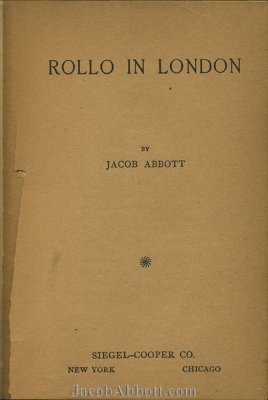 ROLLO IN LONDON
BY
JACOB ABBOTT
SIEGEL-COOPER CO.
NEW YORK CHICAGO
JacobAbbott.com